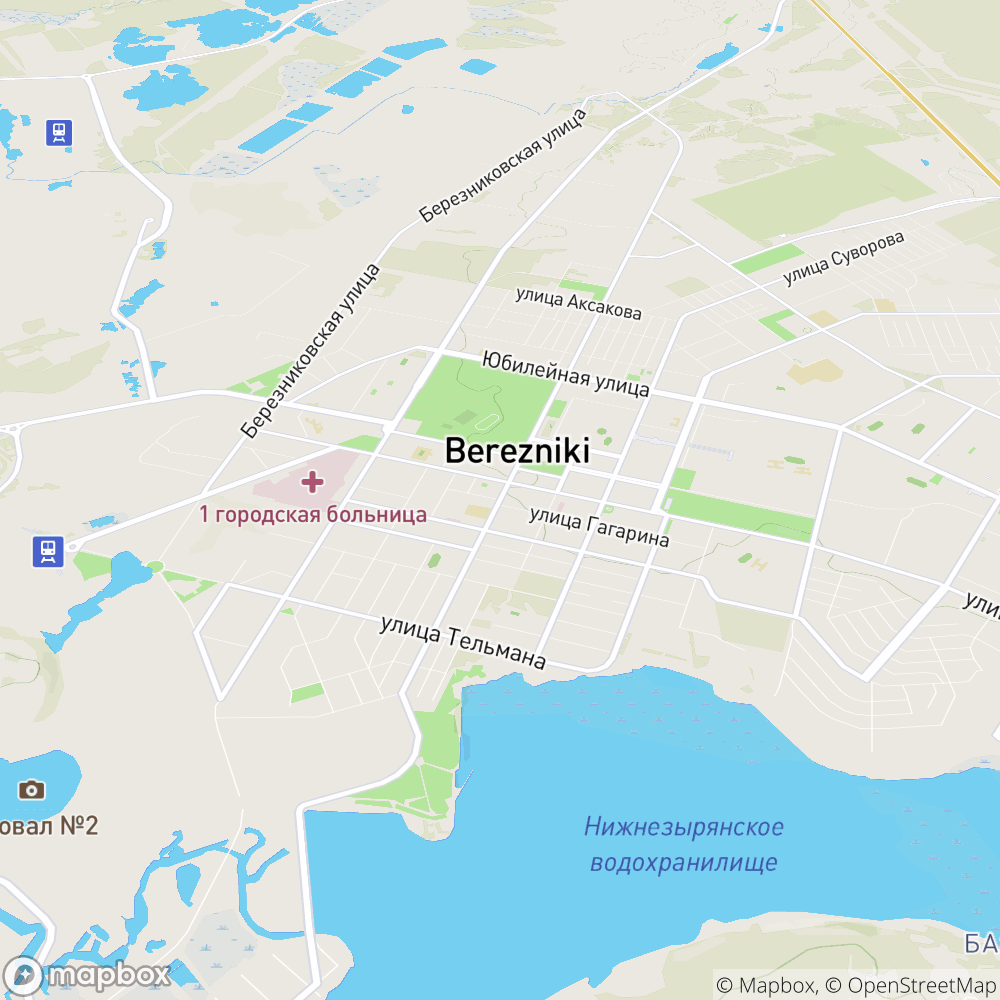 Березниковская улица
улица Суворова
улица Аксакова
Березниковская улица
Юбилейная улица
Berezniki
1 городская больница
улица Гагарина
улица Тельмана
Нижнезырянское
водохранилище
овал №2
БА
mapbox
© Mapbox, © OpenStreetMap